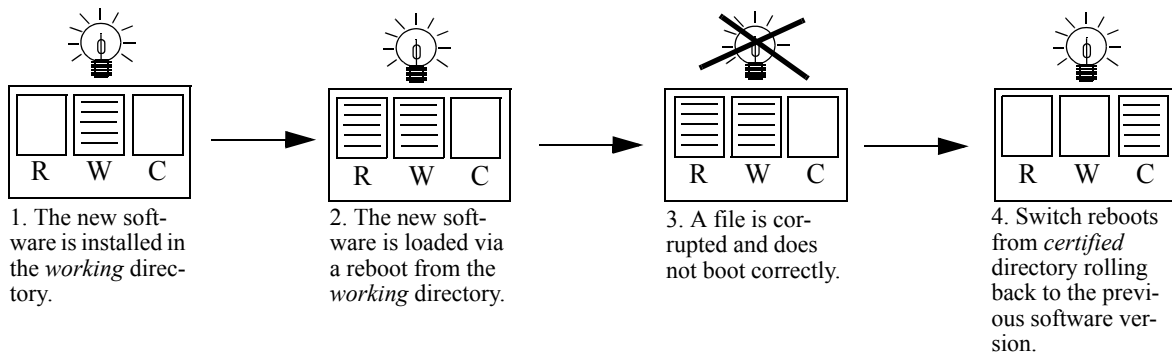 R W C
1. The new soft-
ware is installed in
the working direc-
tory.
R W C
2. The new soft-
ware is loaded via
a reboot from the
working directory.
R W C
3. A file is cor-
rupted and does
not boot correctly.
R W C
4. Switch reboots
from certified
directory rolling
back to the previ-
ous software ver-
sion.